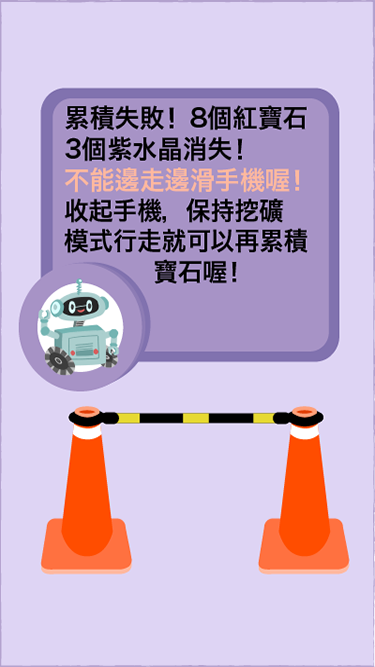 累積失敗！8個紅寶石
3個紫水晶消失！
不能邊走邊滑手機喔！
收起手機，保持挖礦
模式行走就可以再累積
寶石喔！